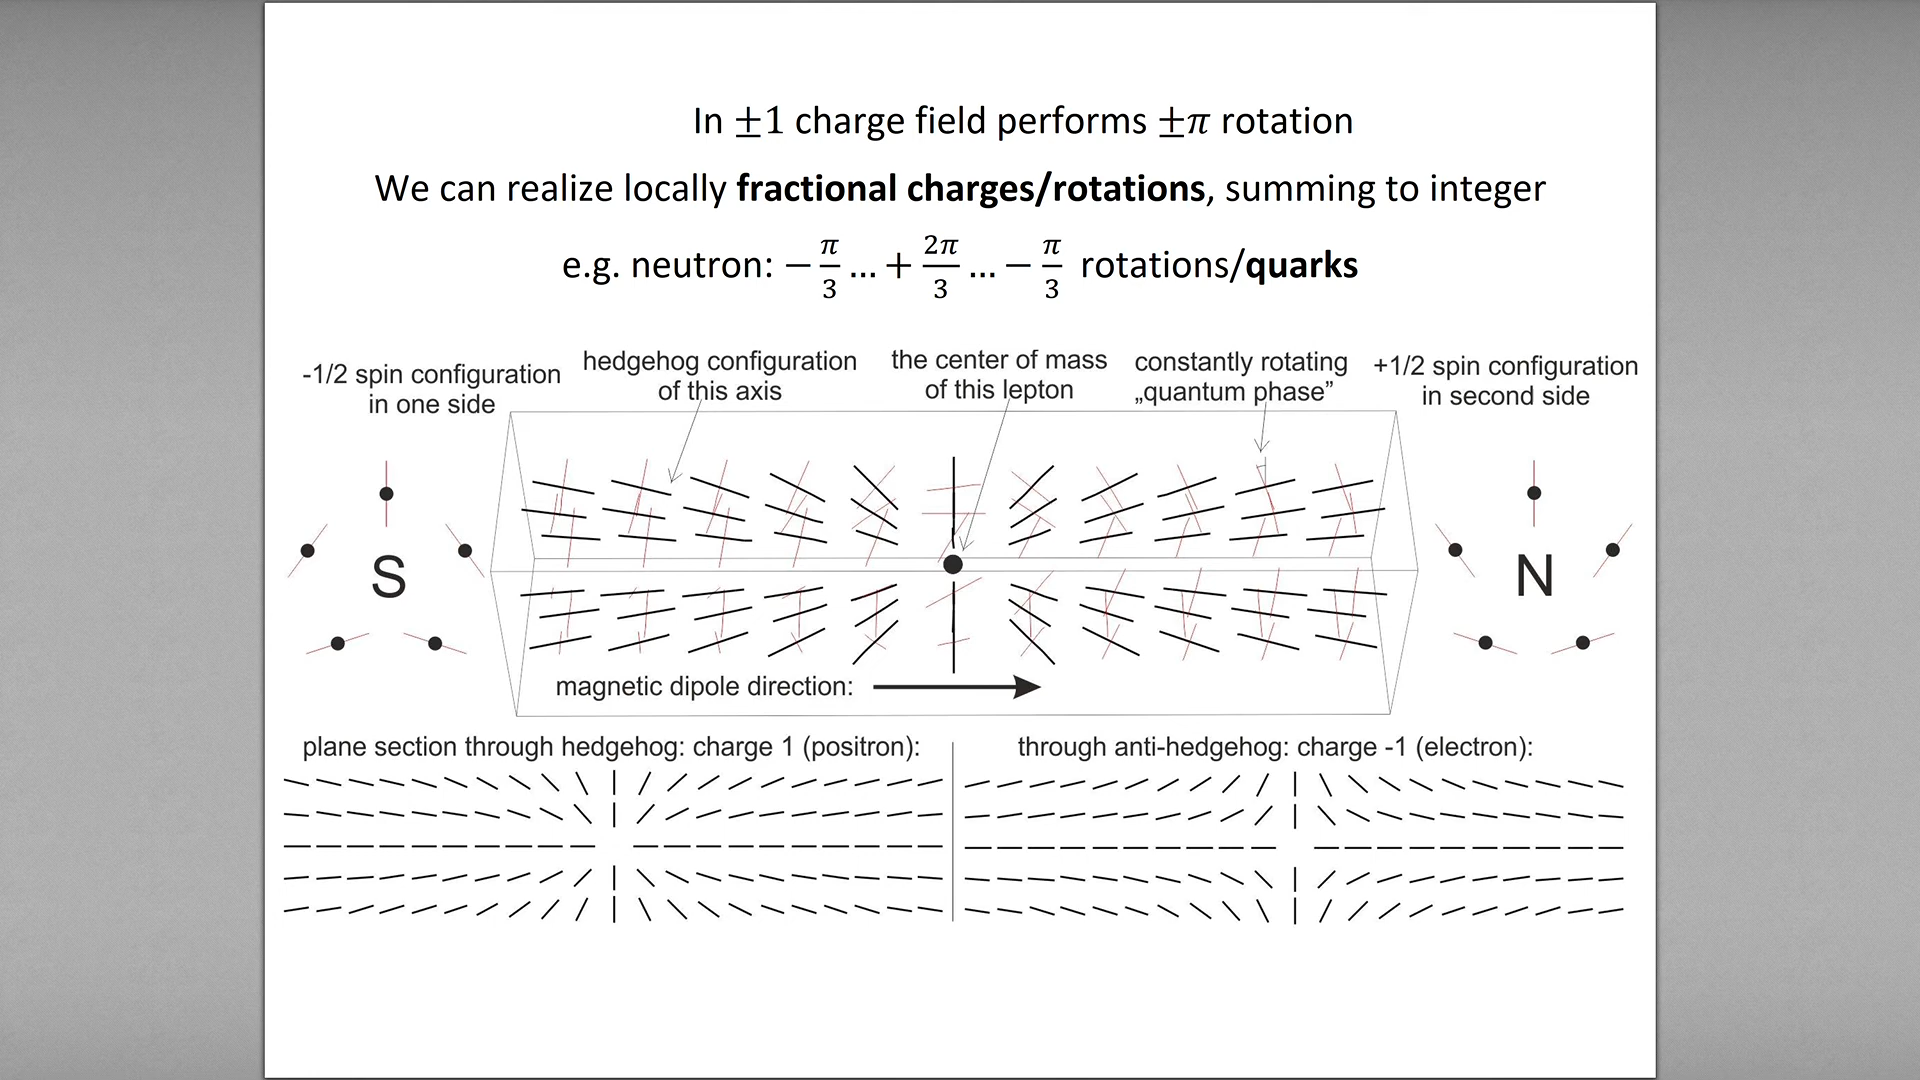 In ±1 charge field performs ±π rotation
We can realize locally fractional charges/rotations, summing to integer
e.g. neutron: −π/3 ... + 2π/3 ... − π/3 rotations/quarks
-1/2 spin configuration
in one side
hedgehog configuration
of this axis
the center of mass
of this lepton
constantly rotating
„quantum phase”
+1/2 spin configuration
in second side
S
N
magnetic dipole direction:
plane section through hedgehog: charge 1 (positron):
through anti-hedgehog: charge -1 (electron):